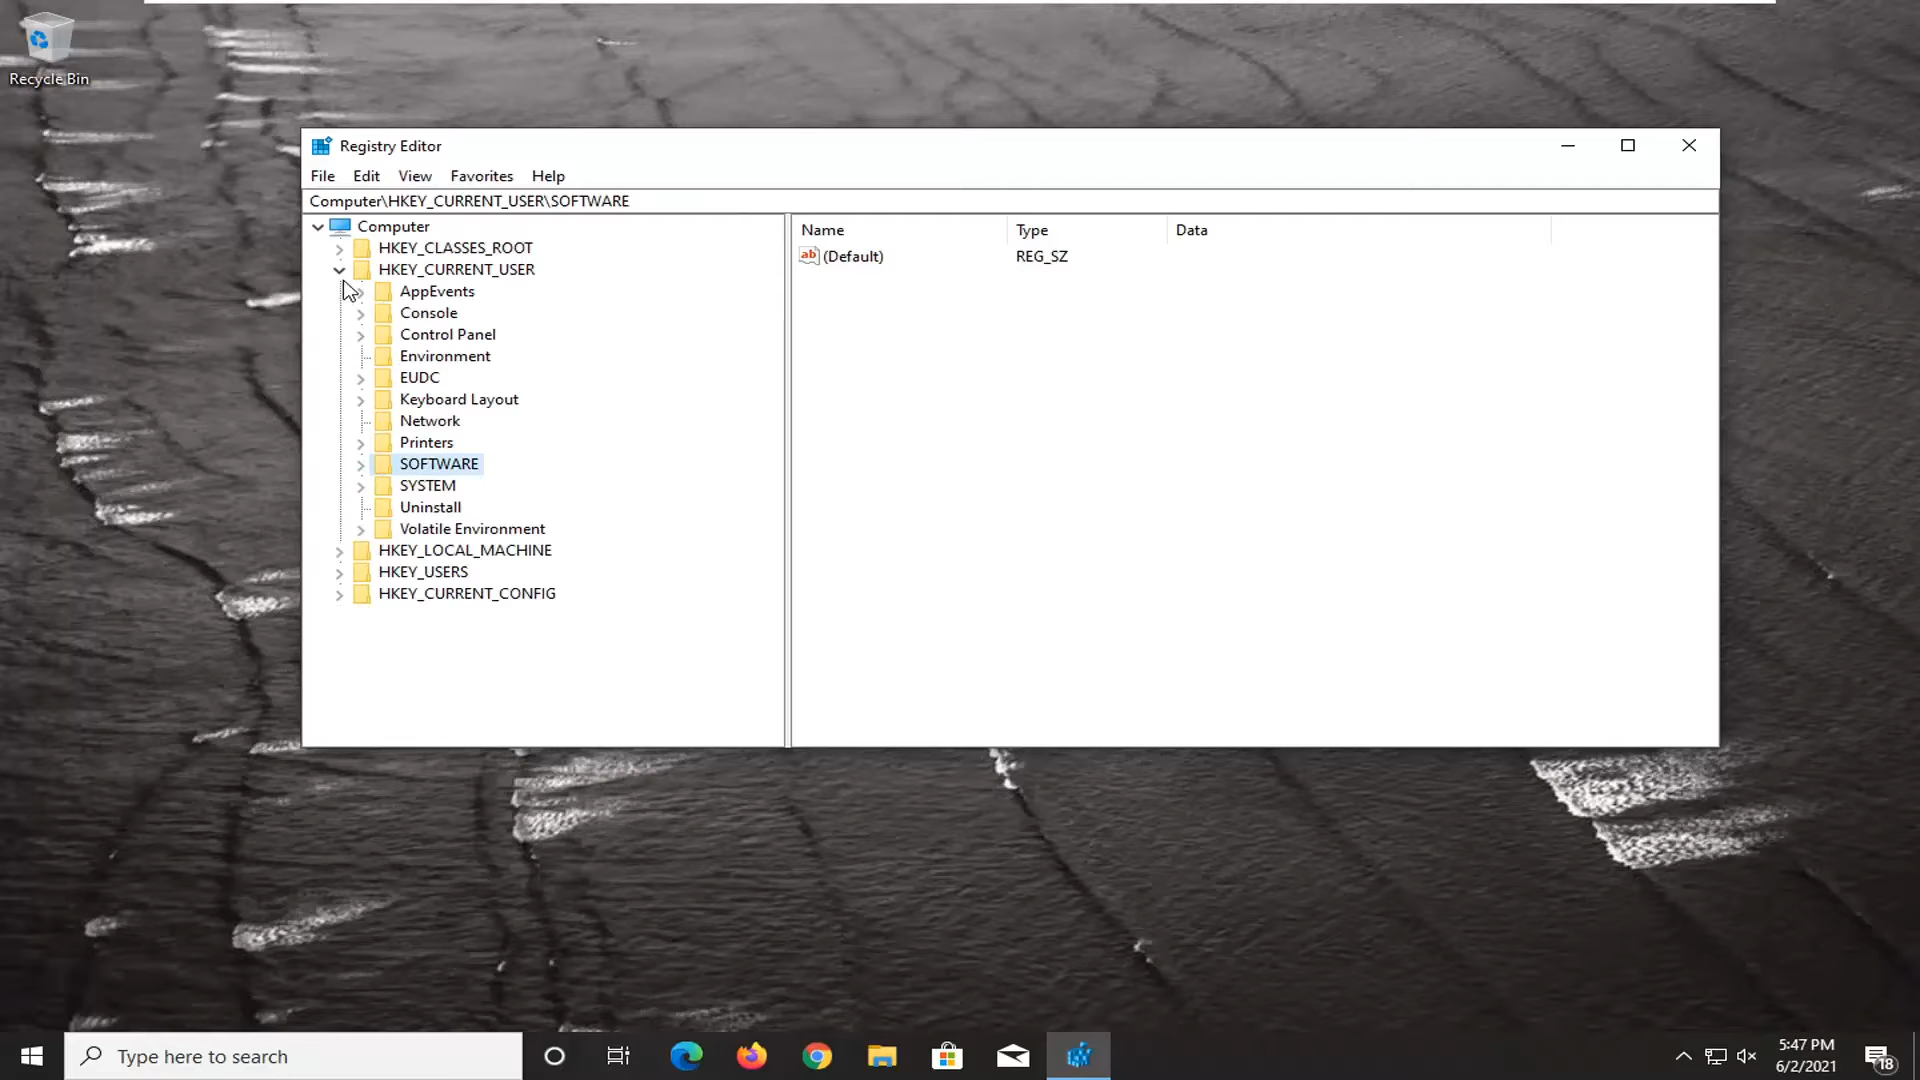 Recycle Bin
Registry Editor
File Edit View Favorites Help
Computer\HKEY_CURRENT_USER\SOFTWARE
Computer
HKEY_CLASSES_ROOT
HKEY_CURRENT_USER
AppEvents
Console
Control Panel
Environment
EUDC
Keyboard Layout
Network
Printers
SOFTWARE
SYSTEM
Uninstall
Volatile Environment
HKEY_LOCAL_MACHINE
HKEY_USERS
HKEY_CURRENT_CONFIG
Name Type Data
ab (Default) REG_SZ
Type here to search
5:47 PM
6/2/2021
18